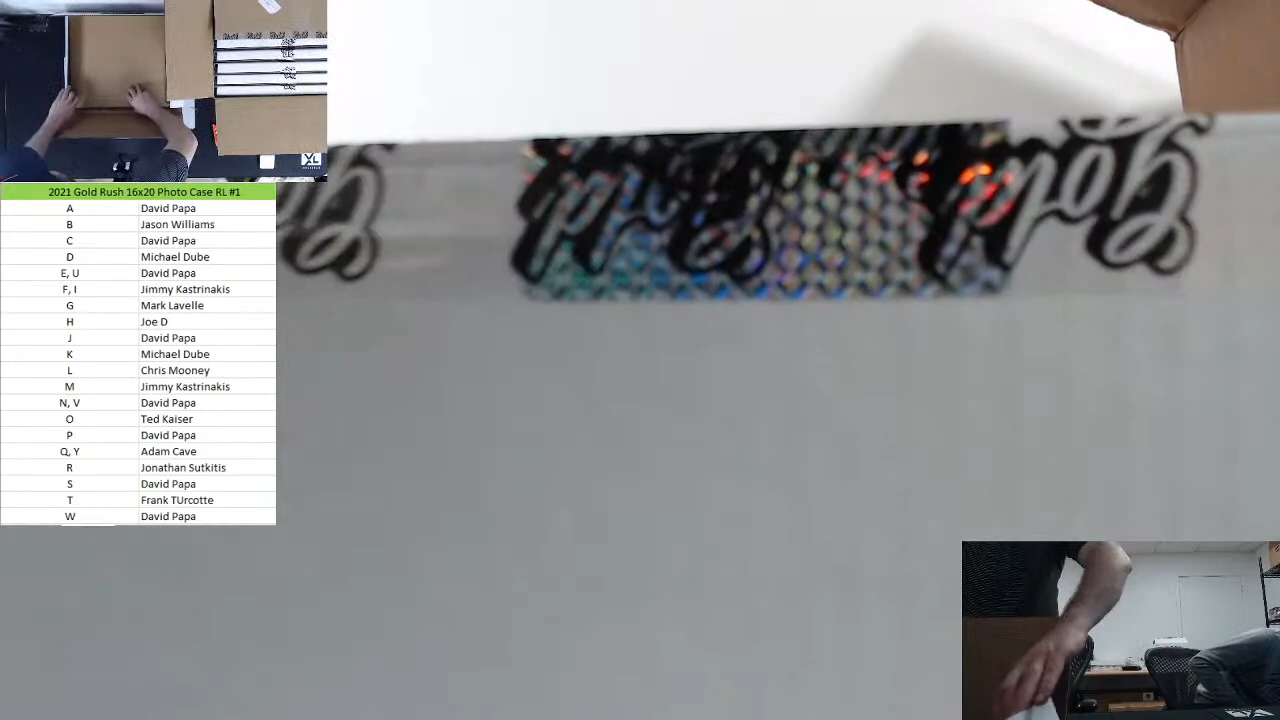 XL
2021 Gold Rush 16x20 Photo Case RL #1
A David Papa
B Jason Williams
C David Papa
D Michael Dube
E, U David Papa
F, I Jimmy Kastrinakis
G Mark Lavelle
H Joe D
J David Papa
K Michael Dube
L Chris Mooney
M Jimmy Kastrinakis
N, V David Papa
O Ted Kaiser
P David Papa
Q, Y Adam Cave
R Jonathan Sutkitis
S David Papa
T Frank TUrcotte
W David Papa
Gold